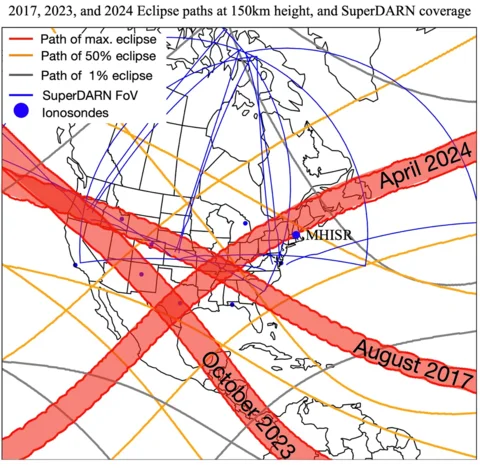 2017, 2023, and 2024 Eclipse paths at 150km height, and SuperDARN coverage
Path of max. eclipse
Path of 50% eclipse
Path of 1% eclipse
SuperDARN FoV
Ionosondes
April 2024
MHISR
August 2017
October 2023